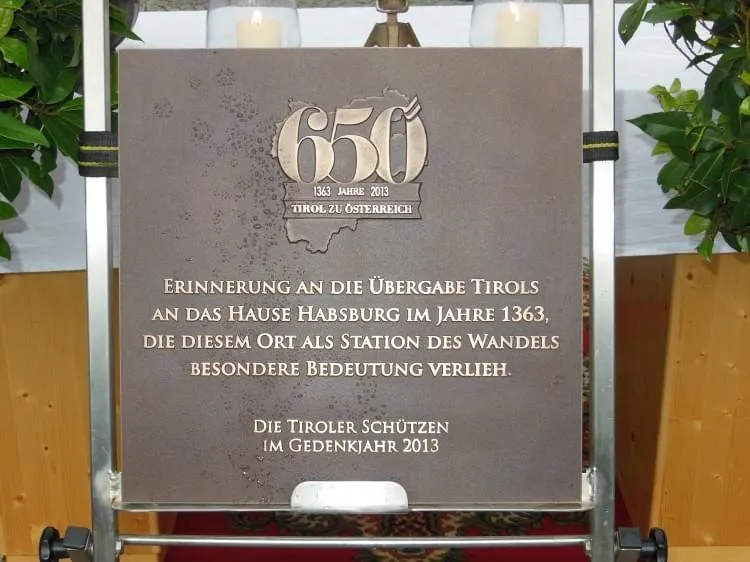 650
1363 JAHRE 2013
TIROL ZU ÖSTERREICH
ERINNERUNG AN DIE ÜBERGABE TIROLS
AN DAS HAUSE HABSBURG IM JAHRE 1363,
DIE DIESEM ORT ALS STATION DES WANDELS
BESONDERE BEDEUTUNG VERLIEH.
DIE TIROLER SCHÜTZEN
IM GEDENKJAHR 2013